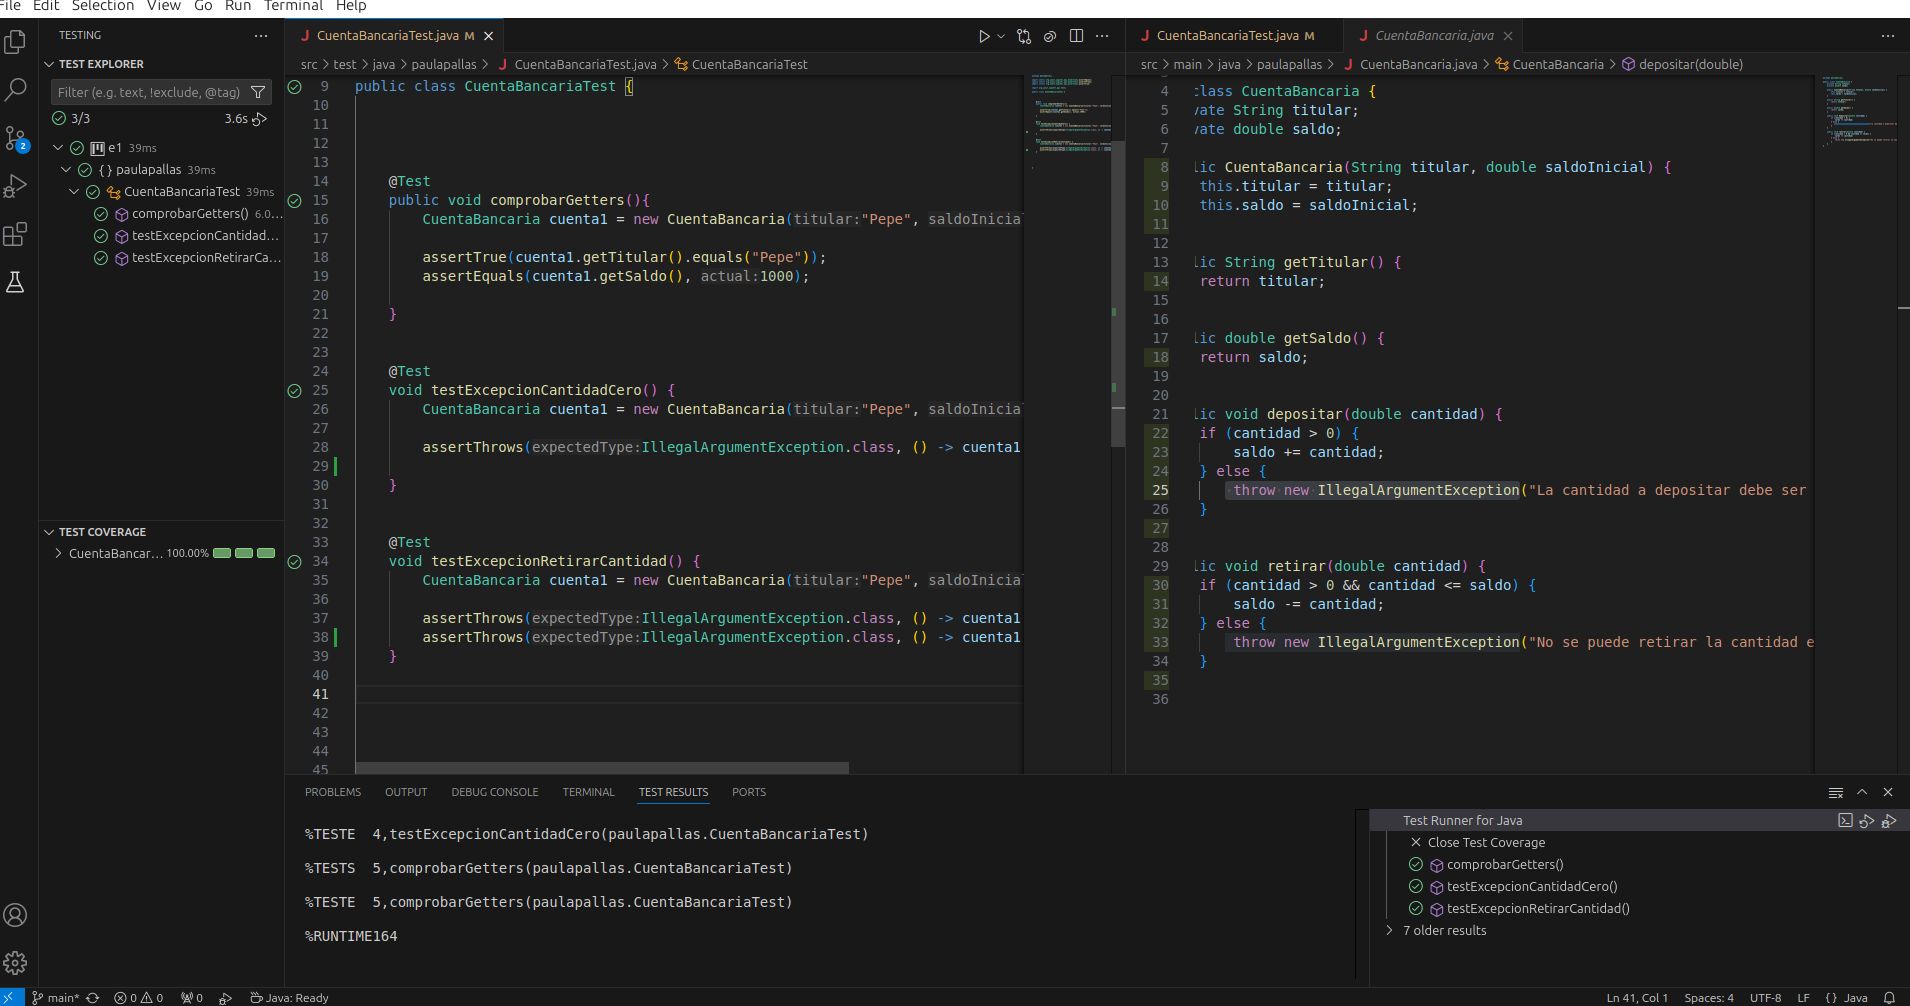 File Edit Selection View Go Run Terminal Help
TESTING
TEST EXPLORER
Filter (e.g. text, !exclude, @tag)
3/3 3.6s
e1 39ms
{ } paulapallas 39ms
CuentaBancariaTest 39ms
comprobarGetters() 6.0...
testExcepcionCantidad...
testExcepcionRetirarCa...
TEST COVERAGE
CuentaBancar... 100.00%
CuentaBancariaTest.java M
src > test > java > paulapallas > CuentaBancariaTest.java > CuentaBancariaTest
9 public class CuentaBancariaTest {
10
11
12
13
14 @Test
15 public void comprobarGetters(){
16 CuentaBancaria cuenta1 = new CuentaBancaria(titular:"Pepe", saldoInicia
17
18 assertTrue(cuenta1.getTitular().equals("Pepe"));
19 assertEquals(cuenta1.getSaldo(), actual:1000);
20
21 }
22
23
24 @Test
25 void testExcepcionCantidadCero() {
26 CuentaBancaria cuenta1 = new CuentaBancaria(titular:"Pepe", saldoInicia
27
28 assertThrows(expectedType:IllegalArgumentException.class, () -> cuenta1
29
30 }
31
32
33 @Test
34 void testExcepcionRetirarCantidad() {
35 CuentaBancaria cuenta1 = new CuentaBancaria(titular:"Pepe", saldoInicia
36
37 assertThrows(expectedType:IllegalArgumentException.class, () -> cuenta1
38 assertThrows(expectedType:IllegalArgumentException.class, () -> cuenta1
39 }
40
41
42
43
44
45
CuentaBancariaTest.java M CuentaBancaria.java
src > main > java > paulapallas > CuentaBancaria.java > CuentaBancaria > depositar(double)
4 class CuentaBancaria {
5 vate String titular;
6 vate double saldo;
7
8 lic CuentaBancaria(String titular, double saldoInicial) {
9 this.titular = titular;
10 this.saldo = saldoInicial;
11
12
13 lic String getTitular() {
14 return titular;
15
16
17 lic double getSaldo() {
18 return saldo;
19
20
21 lic void depositar(double cantidad) {
22 if (cantidad > 0) {
23 saldo += cantidad;
24 } else {
25 throw new IllegalArgumentException("La cantidad a depositar debe ser
26 }
27
28
29 lic void retirar(double cantidad) {
30 if (cantidad > 0 && cantidad <= saldo) {
31 saldo -= cantidad;
32 } else {
33 throw new IllegalArgumentException("No se puede retirar la cantidad e
34 }
35
36
PROBLEMS OUTPUT DEBUG CONSOLE TERMINAL TEST RESULTS PORTS
%TESTE 4,testExcepcionCantidadCero(paulapallas.CuentaBancariaTest)
%TESTS 5,comprobarGetters(paulapallas.CuentaBancariaTest)
%TESTE 5,comprobarGetters(paulapallas.CuentaBancariaTest)
%RUNTIME164
Test Runner for Java
Close Test Coverage
comprobarGetters()
testExcepcionCantidadCero()
testExcepcionRetirarCantidad()
7 older results
2
main* 0 0 0 Java: Ready Ln 41, Col 1 Spaces: 4 UTF-8 LF { } Java